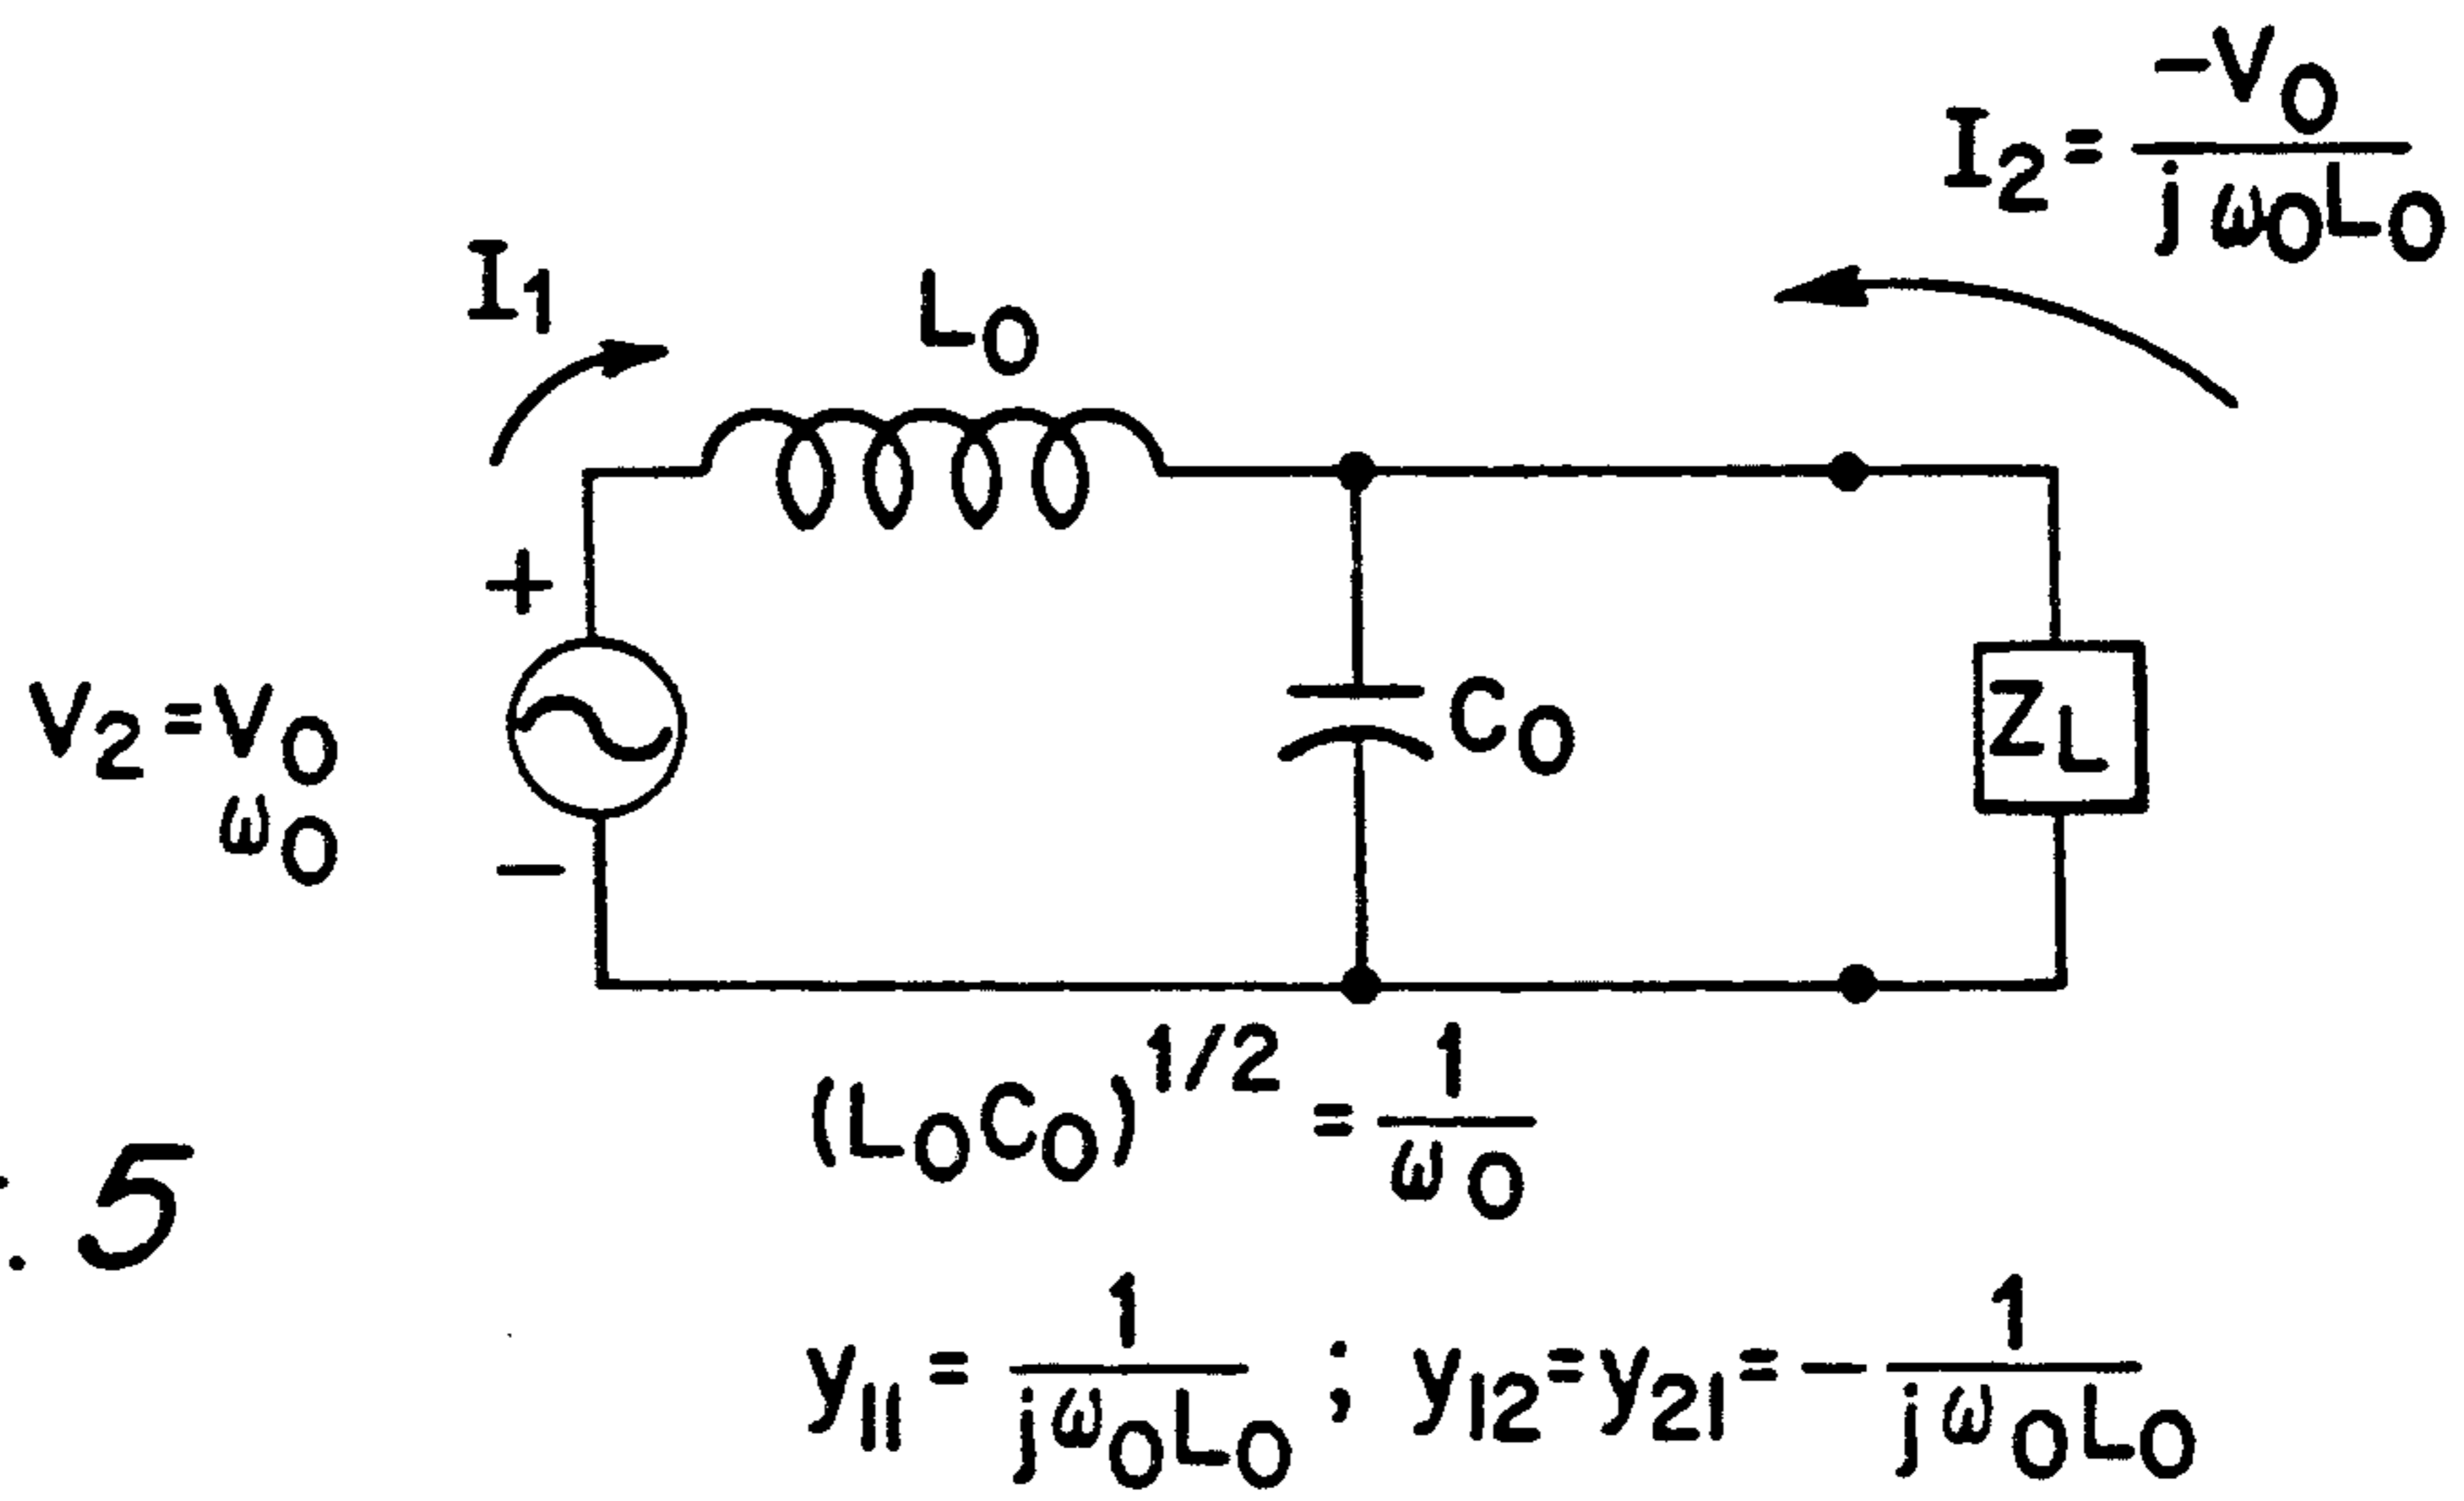 I2 = -V0 / jω0L0
I1
L0
+
V2 = V0
ω0
-
C0
ZL
(L0C0)^1/2 = 1/ω0
. 5
y11 = 1/jω0L0 ; y12 = y21 = - 1/jω0L0